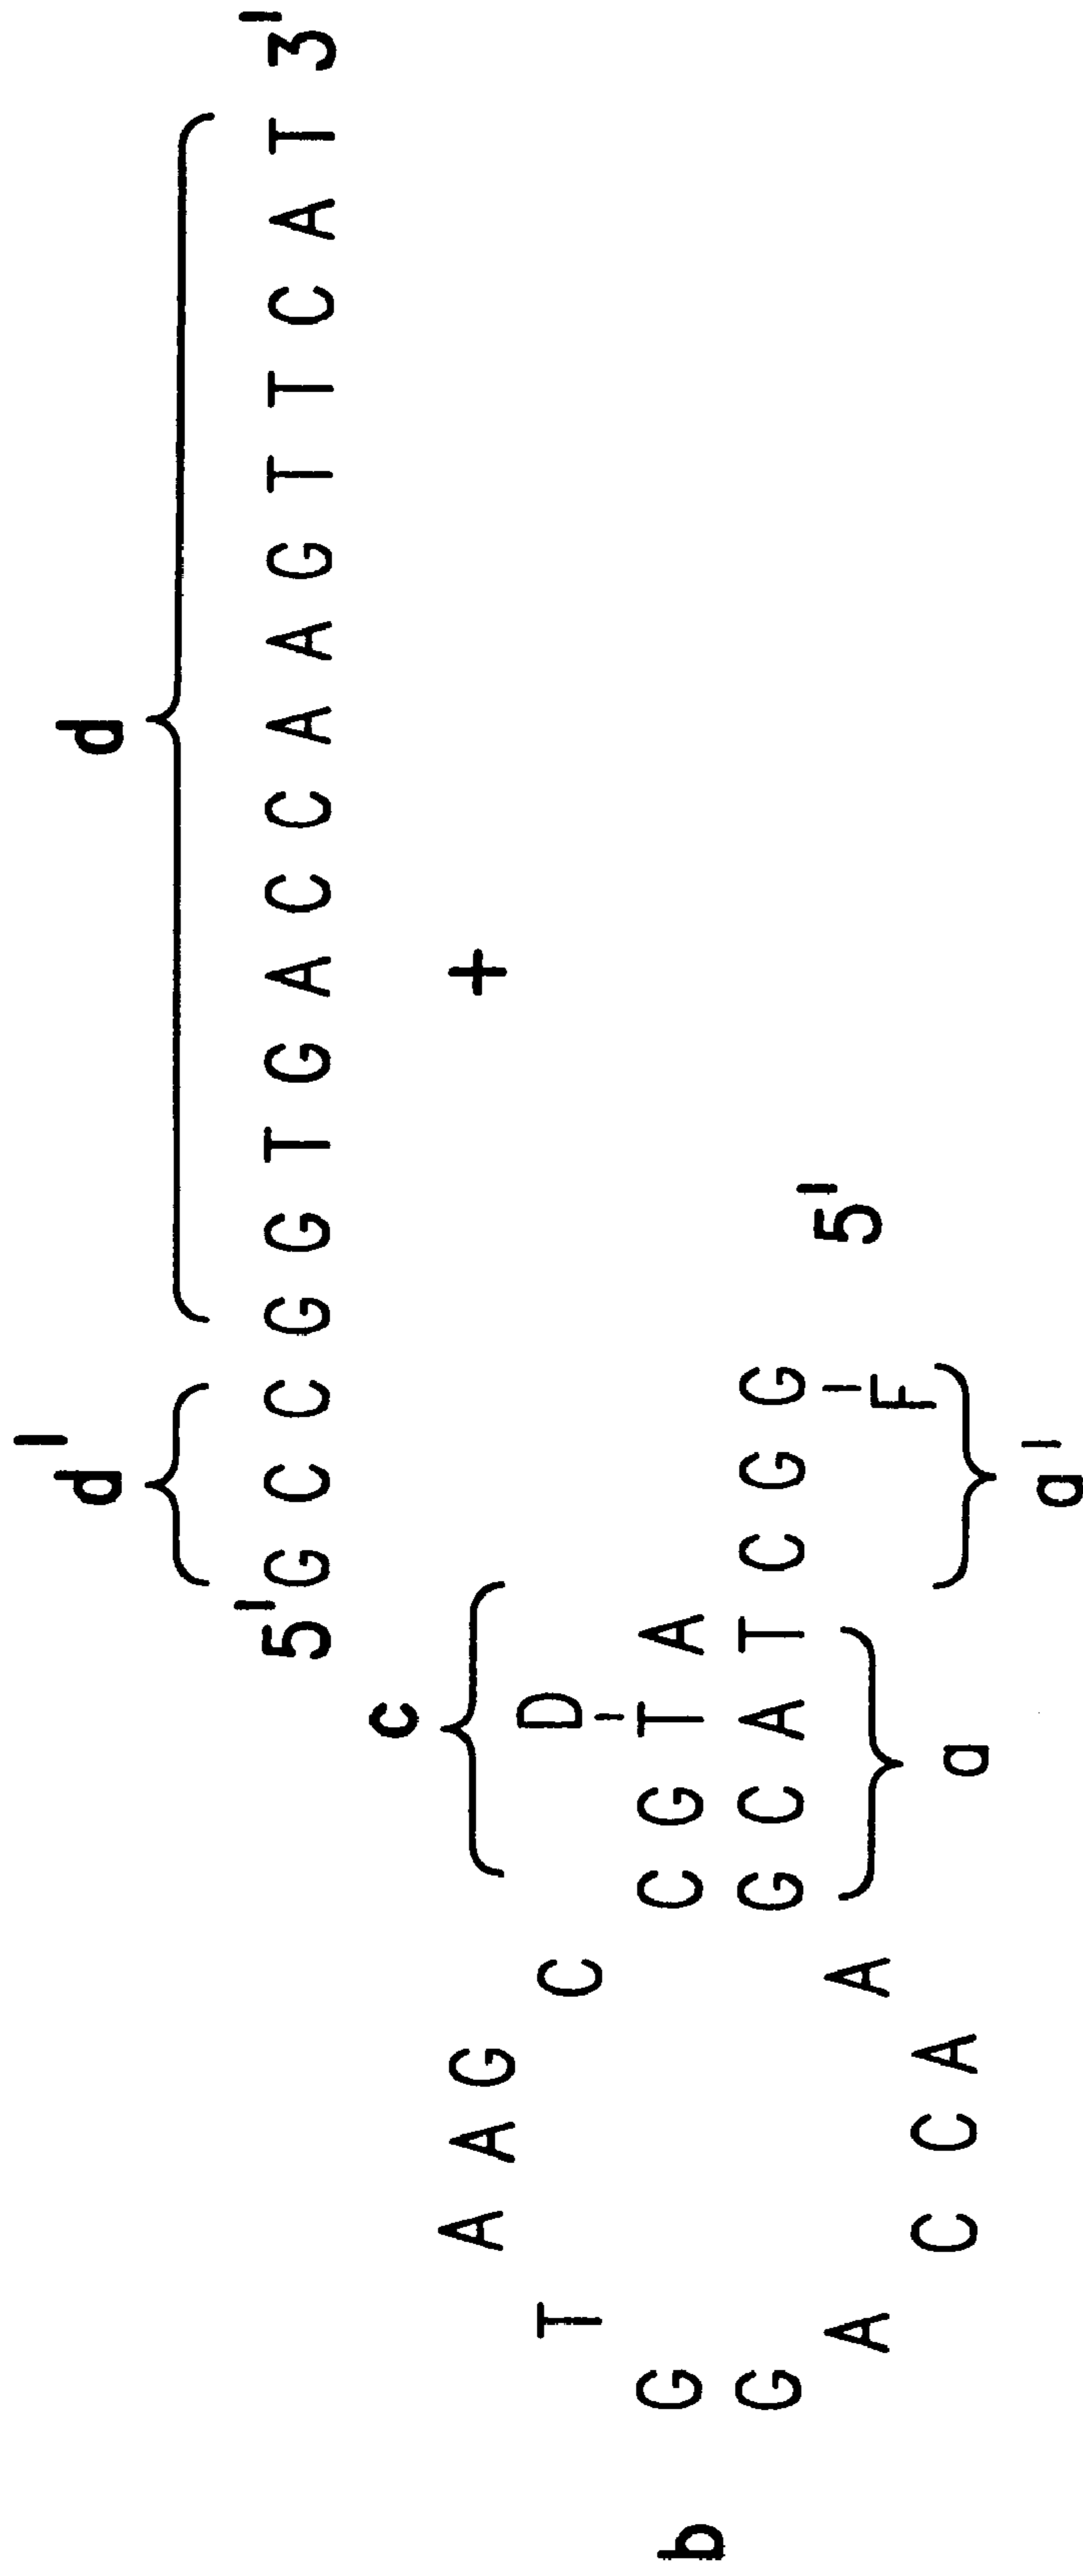 d' d
5' G C C G G T G A C C A A G T T C A T 3'
c
A A G +
T C D
b G C G T A
G G C A T C G G
A A F 5'
C C A a
a'